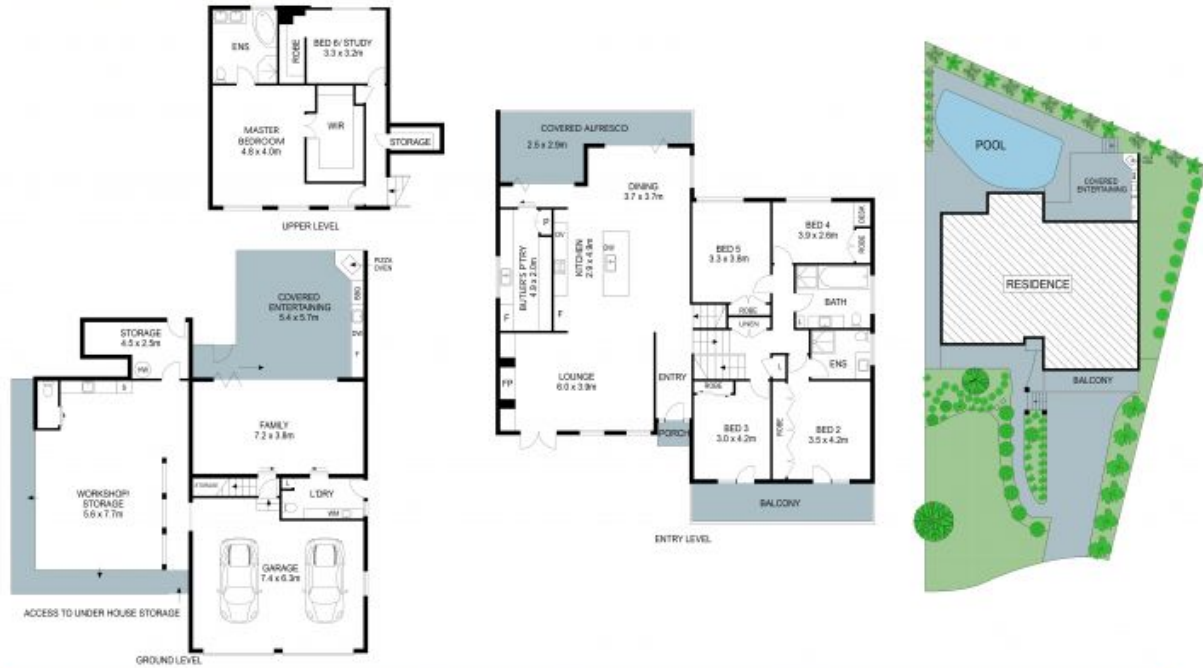 ENS
ROBE
BED 6/ STUDY
3.3 x 3.2m
MASTER
BEDROOM
4.8 x 4.0m
WIR
STORAGE
UPPER LEVEL
PIZZA
OVEN
COVERED
ENTERTAINING
5.4 x 5.7m
BBQ
DW
F
STORAGE
4.5 x 2.5m
HW
FAMILY
7.2 x 3.8m
WORKSHOP/
STORAGE
5.6 x 7.7m
STORAGE
L
L'DRY
WM
GARAGE
7.4 x 6.3m
ACCESS TO UNDER HOUSE STORAGE
GROUND LEVEL
COVERED ALFRESCO
2.6 x 2.9m
DINING
3.7 x 3.7m
P
OV
KITCHEN
2.9 x 4.9m
DW
BUTLER'S P'TRY
4.9 x 2.0m
F
F
BED 5
3.3 x 3.8m
BED 4
3.9 x 2.6m
DESK
ROBE
ROBE
BATH
L
LINEN
LOUNGE
6.0 x 3.9m
FP
ENTRY
ENS
L
ROBE
PORCH
BED 3
3.0 x 4.2m
ROBE
BED 2
3.5 x 4.2m
BALCONY
ENTRY LEVEL
POOL
COVERED
ENTERTAINING
RESIDENCE
BALCONY